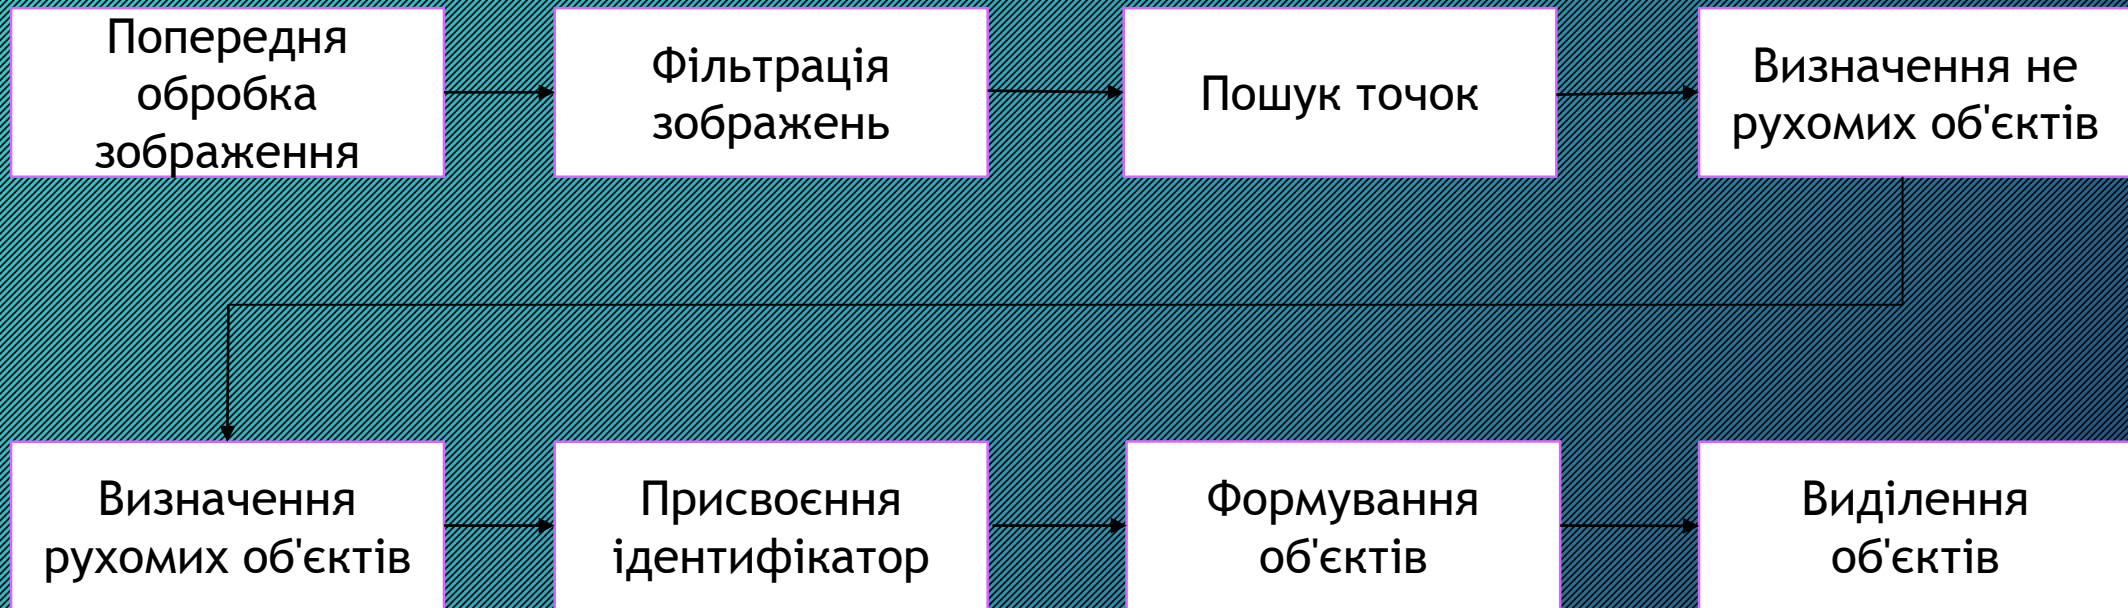 Попередня
обробка
зображення
Фільтрація
зображень
Пошук точок
Визначення не
рухомих об'єктів
Визначення
рухомих об'єктів
Присвоєння
ідентифікатор
Формування
об'єктів
Виділення
об'єктів